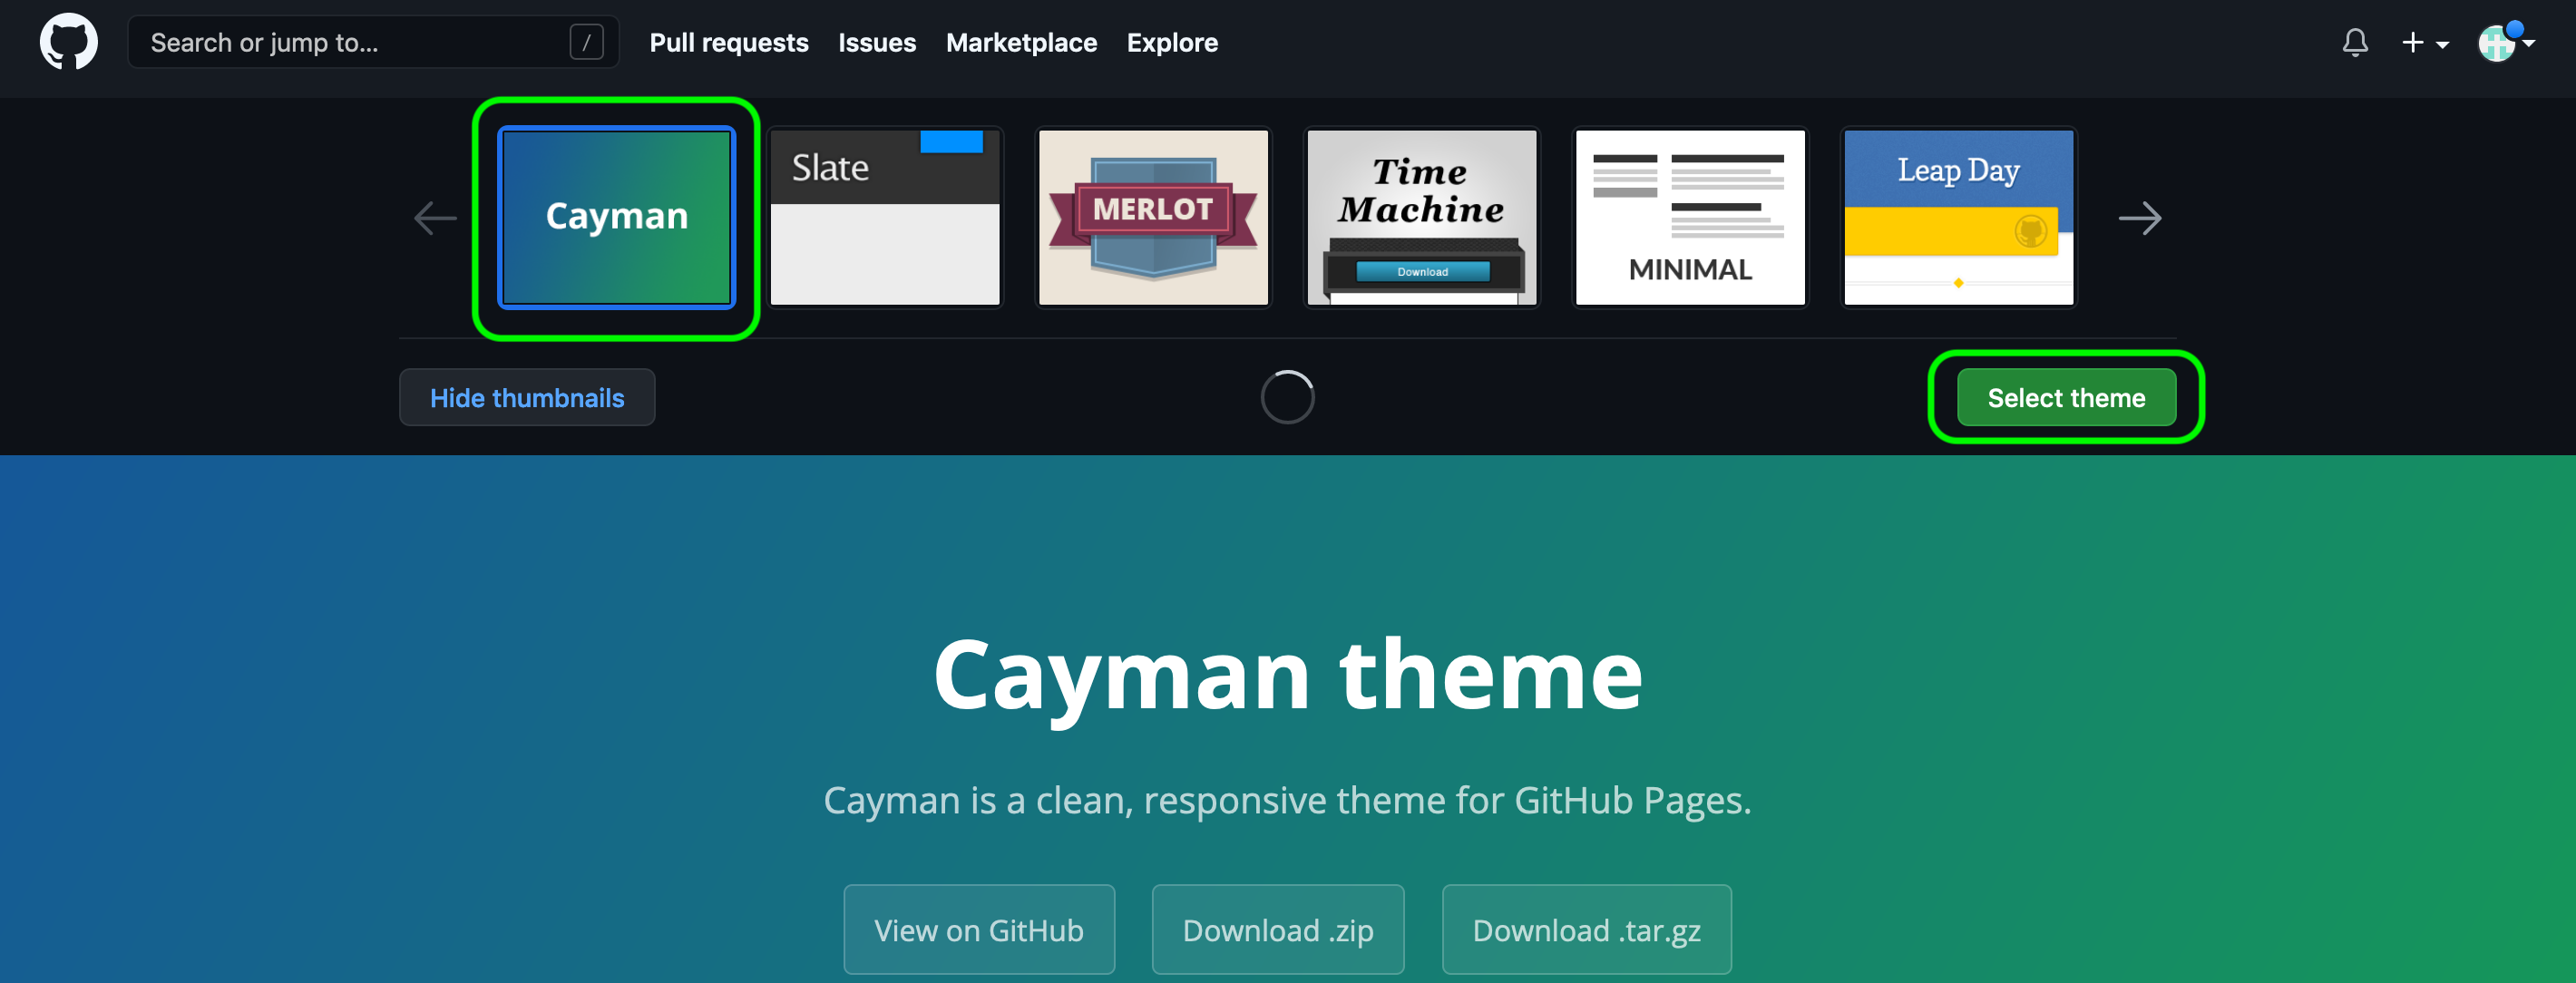 Search or jump to...
/
Pull requests
Issues
Marketplace
Explore
Cayman
Slate
MERLOT
Time
Machine
Download
MINIMAL
Leap Day
Hide thumbnails
Select theme
Cayman theme
Cayman is a clean, responsive theme for GitHub Pages.
View on GitHub
Download .zip
Download .tar.gz